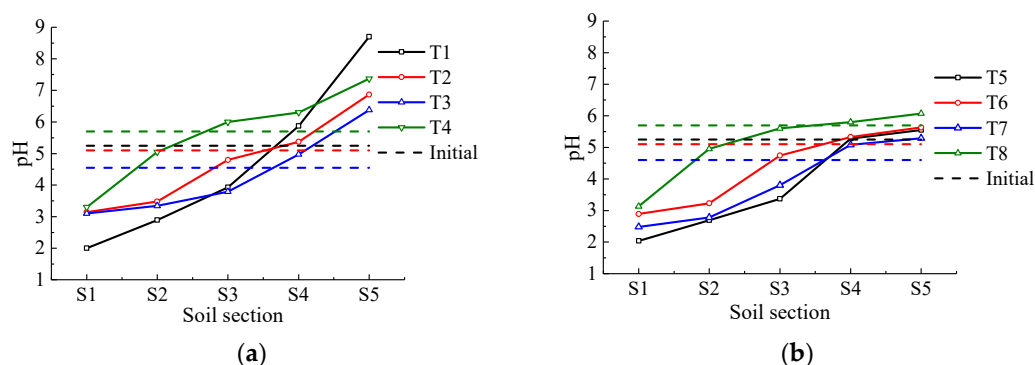 9
8
7
6
5
4
3
2
1
pH
S1 S2 S3 S4 S5
Soil section
T1
T2
T3
T4
Initial
(a)
9
8
7
6
5
4
3
2
1
pH
S1 S2 S3 S4 S5
Soil section
T5
T6
T7
T8
Initial
(b)